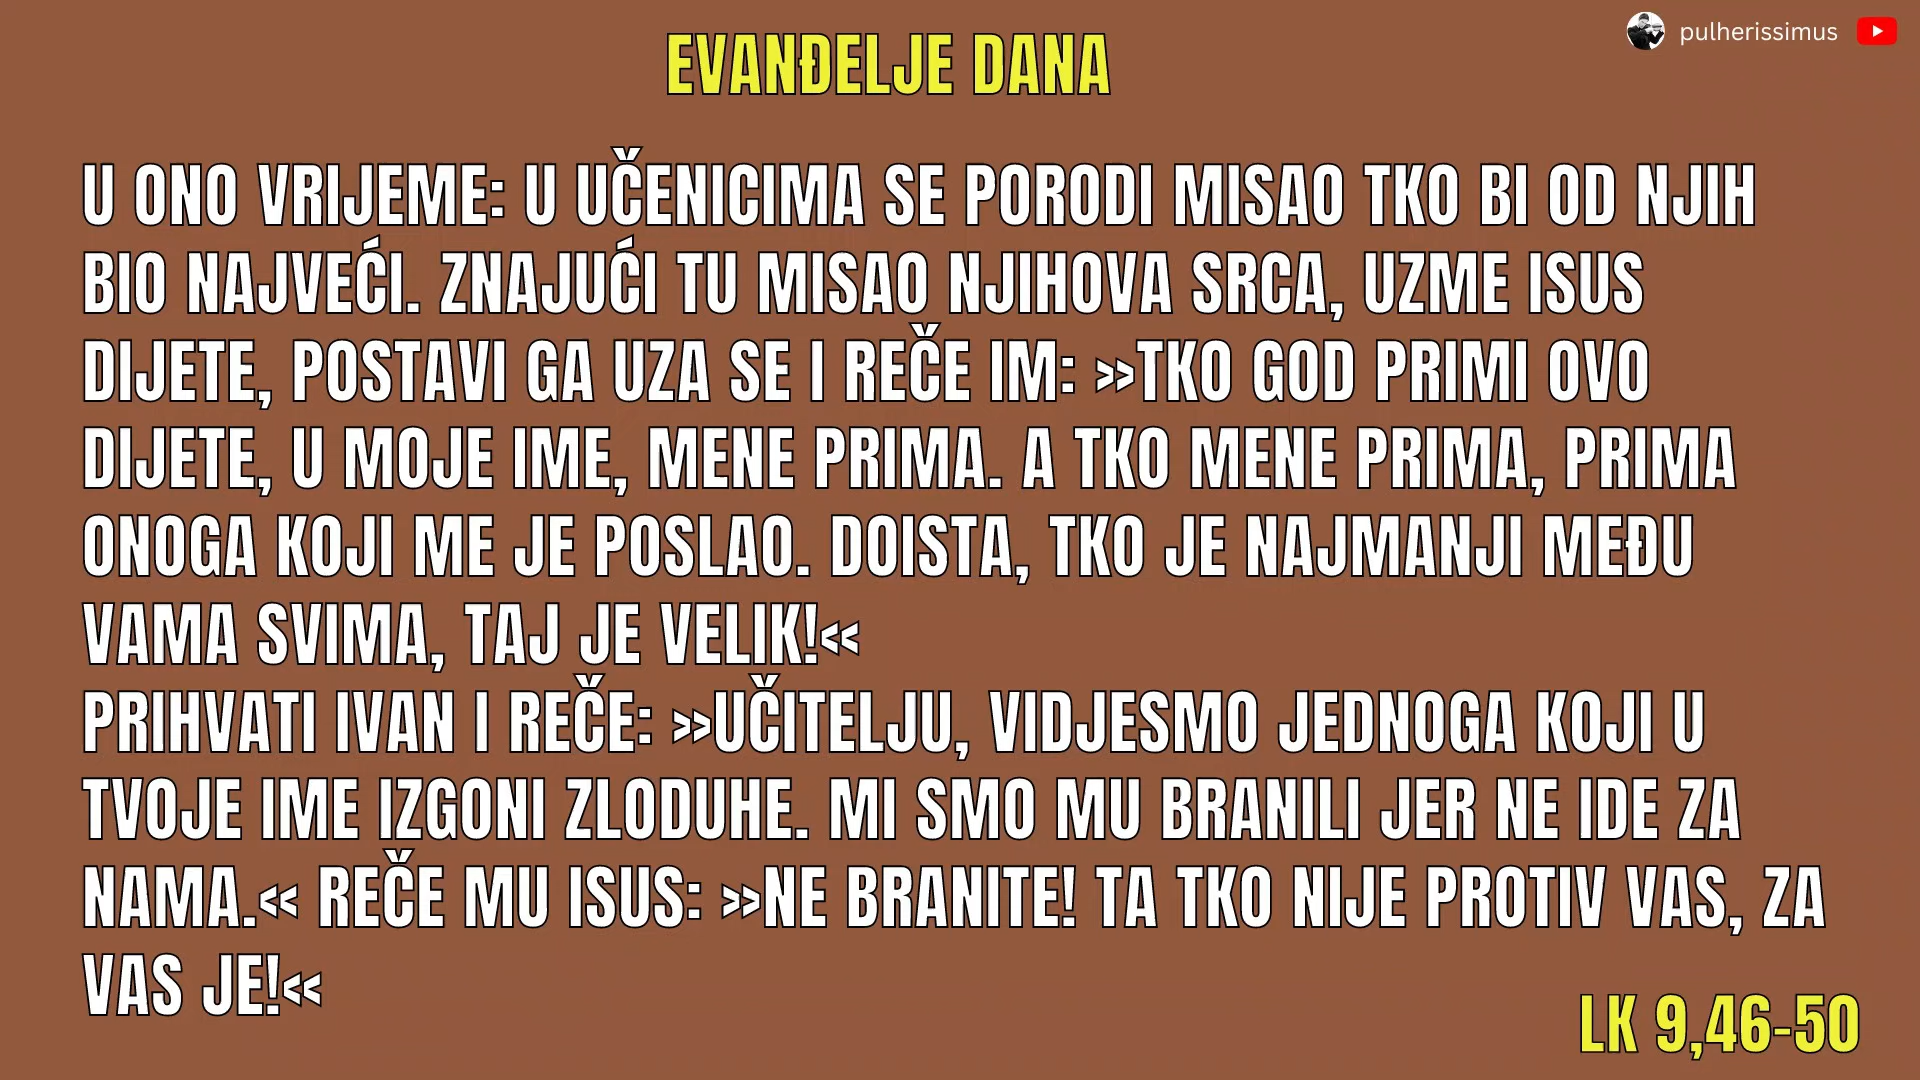 pulherissimus
EVANĐELJE DANA
U ONO VRIJEME: U UČENICIMA SE PORODI MISAO TKO BI OD NJIH
BIO NAJVEĆI. ZNAJUĆI TU MISAO NJIHOVA SRCA, UZME ISUS
DIJETE, POSTAVI GA UZA SE I REČE IM: »TKO GOD PRIMI OVO
DIJETE, U MOJE IME, MENE PRIMA. A TKO MENE PRIMA, PRIMA
ONOGA KOJI ME JE POSLAO. DOISTA, TKO JE NAJMANJI MEĐU
VAMA SVIMA, TAJ JE VELIK!«
PRIHVATI IVAN I REČE: »UČITELJU, VIDJESMO JEDNOGA KOJI U
TVOJE IME IZGONI ZLODUHE. MI SMO MU BRANILI JER NE IDE ZA
NAMA.« REČE MU ISUS: »NE BRANITE! TA TKO NIJE PROTIV VAS, ZA
VAS JE!«
LK 9,46-50